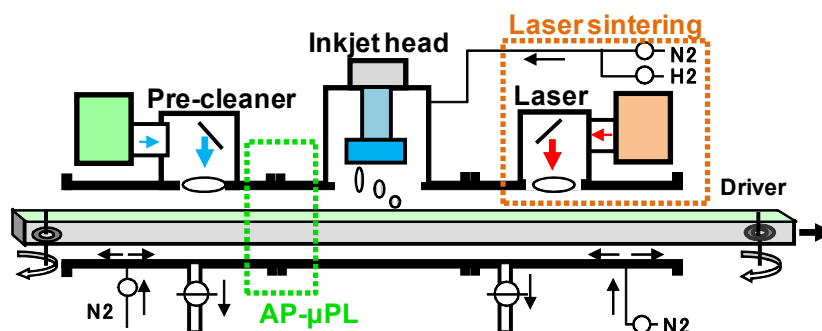 Laser sintering
Inkjet head
N2
H2
Pre-cleaner
Laser
Driver
N2
AP-μPL
N2